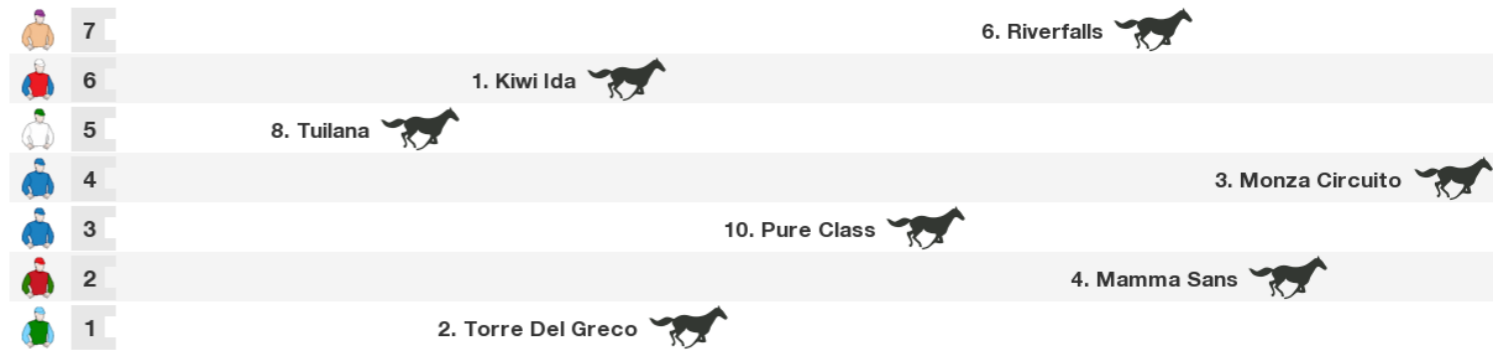 7 6. Riverfalls
6 1. Kiwi Ida
5 8. Tuilana
4 3. Monza Circuito
3 10. Pure Class
2 4. Mamma Sans
1 2. Torre Del Greco